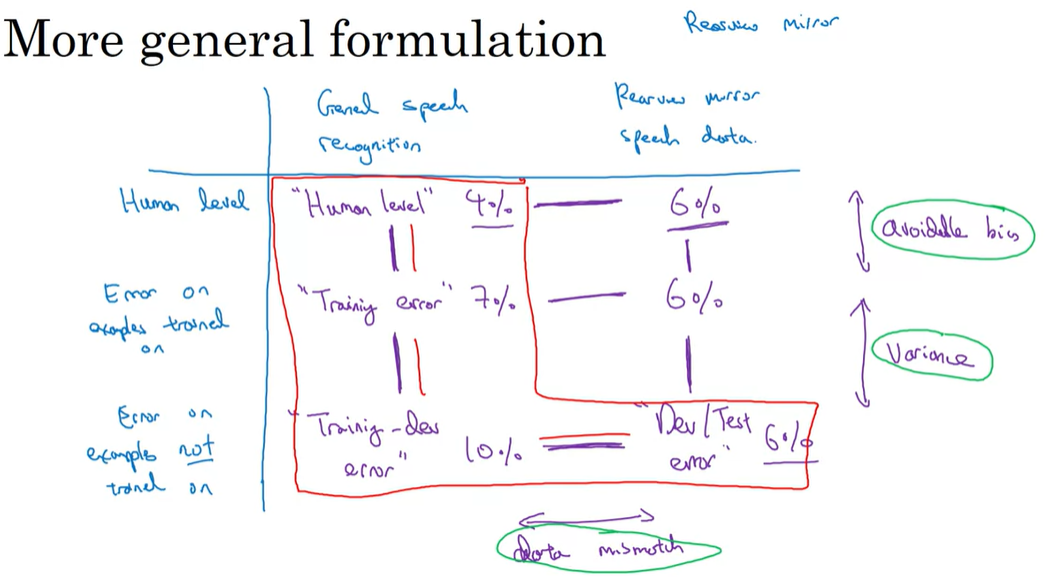 More general formulation
Rearview mirror
General speech
recognition
Rearview mirror
speech data.
Human level
"Human level" 4%
6%
Error on
examples trained
on
"Training error" 7%
6%
Error on
examples not
trained on
"Training-dev
error"
10%
"Dev/Test
error"
6%
avoidable bias
Variance
data mismatch